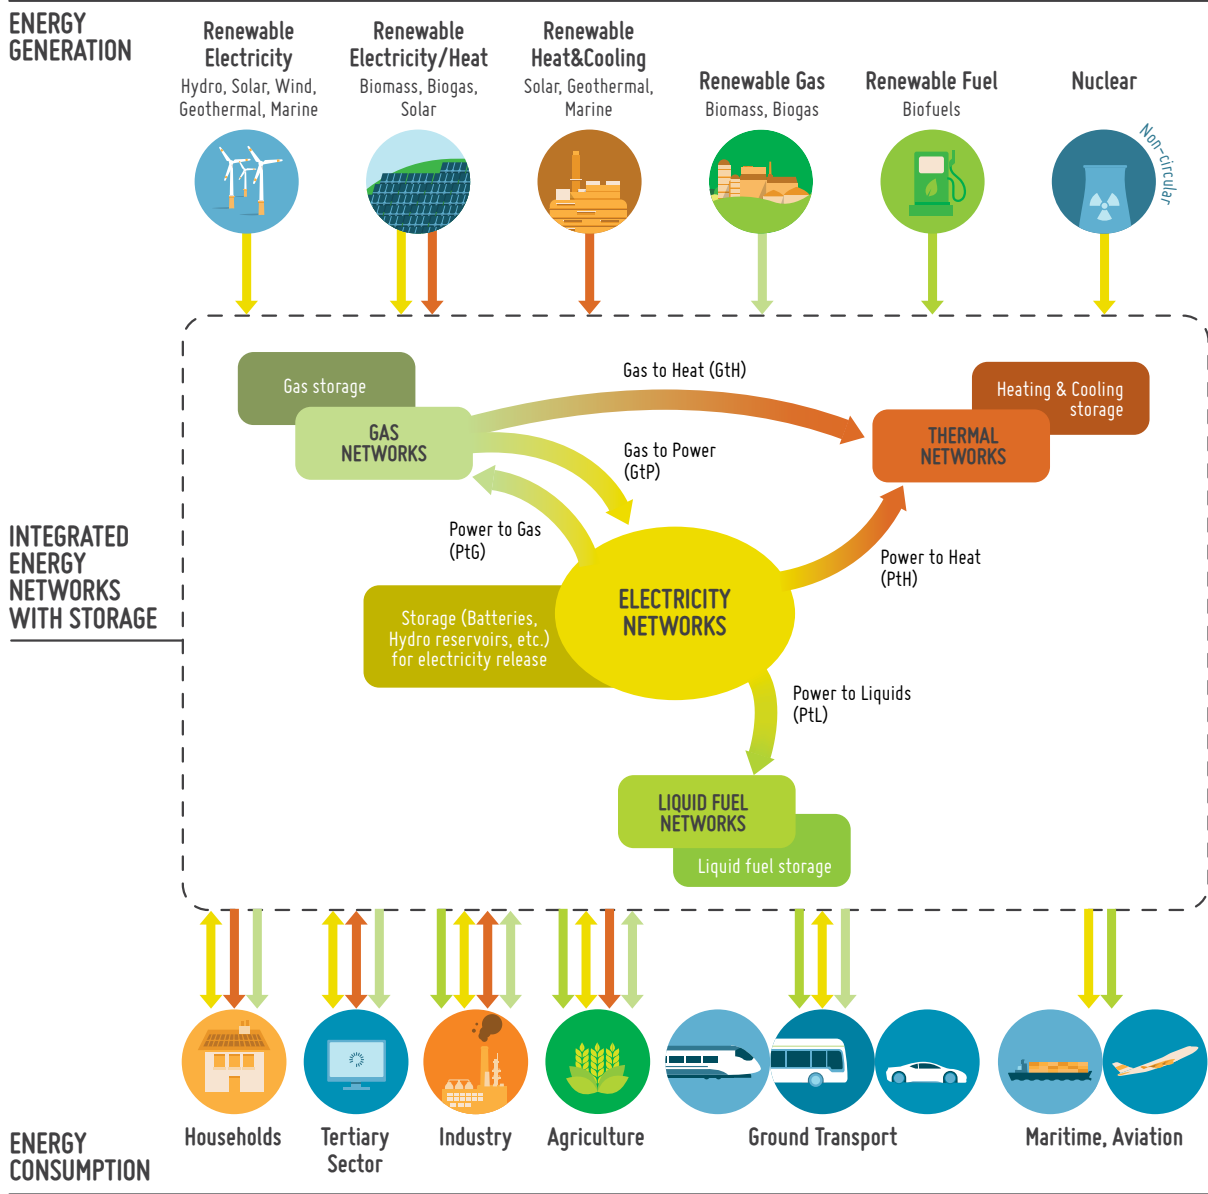 ENERGY
GENERATION
Renewable
Electricity
Hydro, Solar, Wind,
Geothermal, Marine
Renewable
Electricity/Heat
Biomass, Biogas,
Solar
Renewable
Heat&Cooling
Solar, Geothermal,
Marine
Renewable Gas
Biomass, Biogas
Renewable Fuel
Biofuels
Nuclear
Non-circular
Gas storage
GAS
NETWORKS
Gas to Heat (GtH)
Heating & Cooling
storage
THERMAL
NETWORKS
Gas to Power
(GtP)
Power to Gas
(PtG)
Power to Heat
(PtH)
INTEGRATED
ENERGY
NETWORKS
WITH STORAGE
ELECTRICITY
NETWORKS
Storage (Batteries,
Hydro reservoirs, etc.)
for electricity release
Power to Liquids
(PtL)
LIQUID FUEL
NETWORKS
Liquid fuel storage
ENERGY
CONSUMPTION
Households
Tertiary
Sector
Industry
Agriculture
Ground Transport
Maritime, Aviation